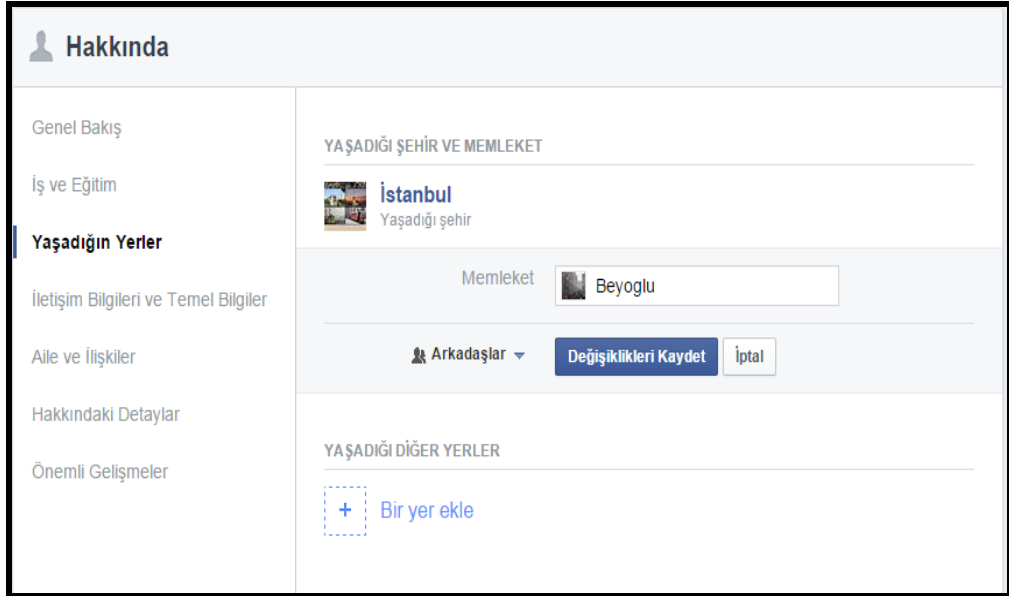 Hakkında
Genel Bakış
İş ve Eğitim
Yaşadığın Yerler
İletişim Bilgileri ve Temel Bilgiler
Aile ve İlişkiler
Hakkındaki Detaylar
Önemli Gelişmeler
YAŞADIĞI ŞEHİR VE MEMLEKET
İstanbul
Yaşadığı şehir
Memleket Beyoglu
Arkadaşlar Değişiklikleri Kaydet İptal
YAŞADIĞI DİĞER YERLER
+ Bir yer ekle